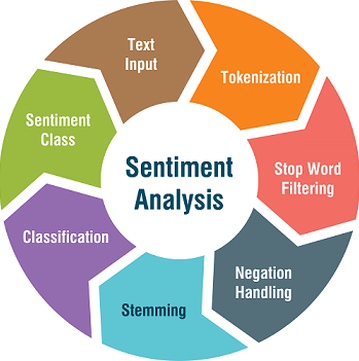 Sentiment
Analysis
Text
Input
Tokenization
Stop Word
Filtering
Negation
Handling
Stemming
Classification
Sentiment
Class